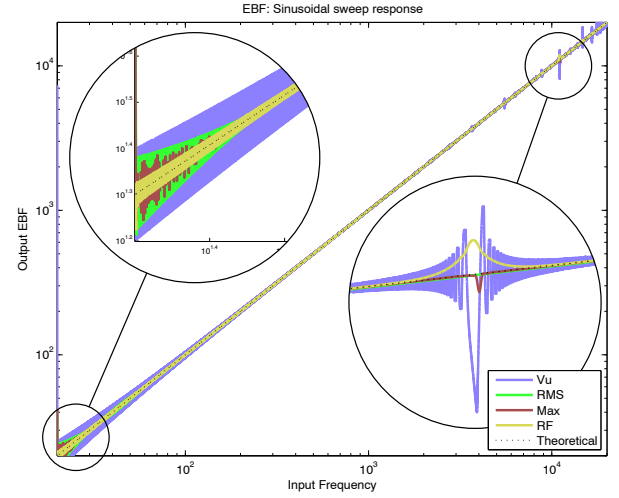 EBF: Sinusoidal sweep response
10^4
10^3
10^2
Output EBF
10^1.5
10^1.4
10^1.3
10^1.2
10^1.4
Vu
RMS
Max
RF
Theoretical
10^2
10^3
10^4
Input Frequency